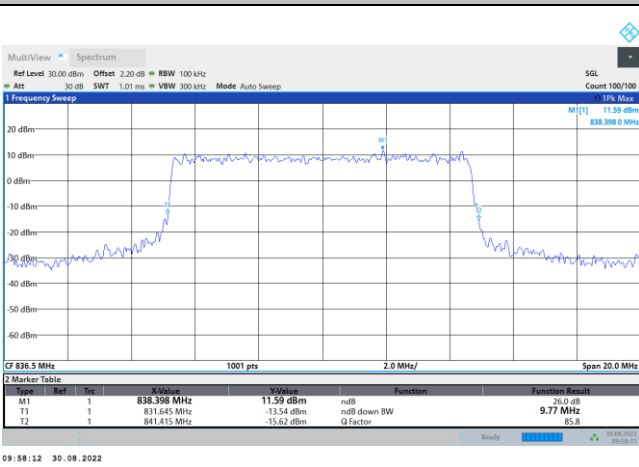 MultiView Spectrum
Ref Level 30.00 dBm Offset 2.20 dB RBW 100 kHz SGL
Att 30 dB SWT 1.01 ms VBW 300 kHz Mode Auto Sweep Count 100/100
1 Frequency Sweep 1Pk Max
M1[1] 11.59 dBm
838.398 0 MHz
20 dBm
M1
10 dBm
0 dBm
-10 dBm
T1 T2
-20 dBm
-30 dBm
-40 dBm
-50 dBm
-60 dBm
CF 836.5 MHz 1001 pts 2.0 MHz/ Span 20.0 MHz
2 Marker Table
Type Ref Trc X-Value Y-Value Function Function Result
M1 1 838.398 MHz 11.59 dBm ndB 26.0 dB
T1 1 831.645 MHz -13.54 dBm ndB down BW 9.77 MHz
T2 1 841.415 MHz -15.62 dBm Q Factor 85.8
Ready 30.08.2022
09:58:11
09:58:12 30.08.2022